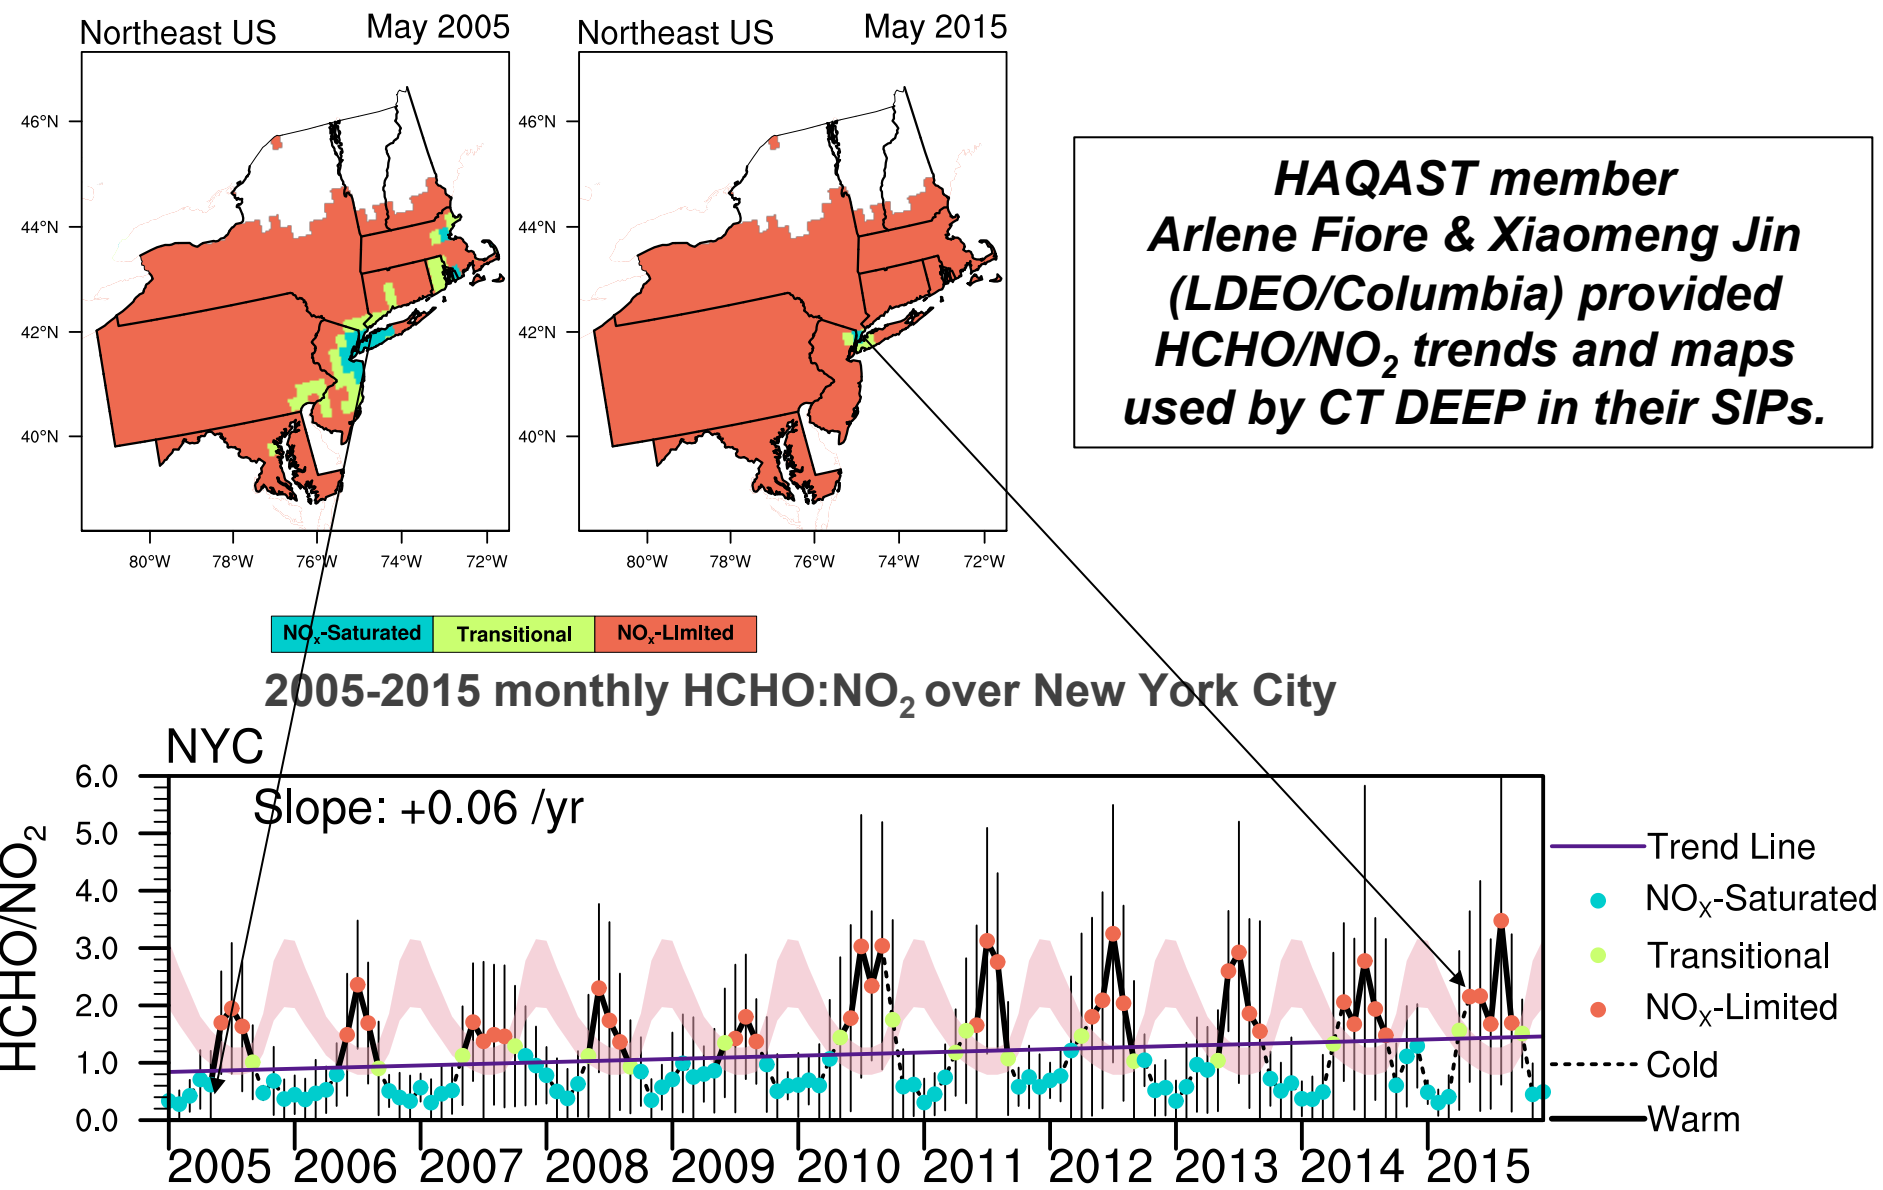 Northeast US May 2005
Northeast US May 2015
46°N
44°N
42°N
40°N
80°W 78°W 76°W 74°W 72°W
46°N
44°N
42°N
40°N
80°W 78°W 76°W 74°W 72°W
HAQAST member
Arlene Fiore & Xiaomeng Jin
(LDEO/Columbia) provided
HCHO/NO₂ trends and maps
used by CT DEEP in their SIPs.
NOₓ-Saturated Transitional NOₓ-Limited
2005-2015 monthly HCHO:NO₂ over New York City
NYC
Slope: +0.06 /yr
HCHO/NO₂
6.0
5.0
4.0
3.0
2.0
1.0
0.0
2005 2006 2007 2008 2009 2010 2011 2012 2013 2014 2015
Trend Line
NOₓ-Saturated
Transitional
NOₓ-Limited
Cold
Warm